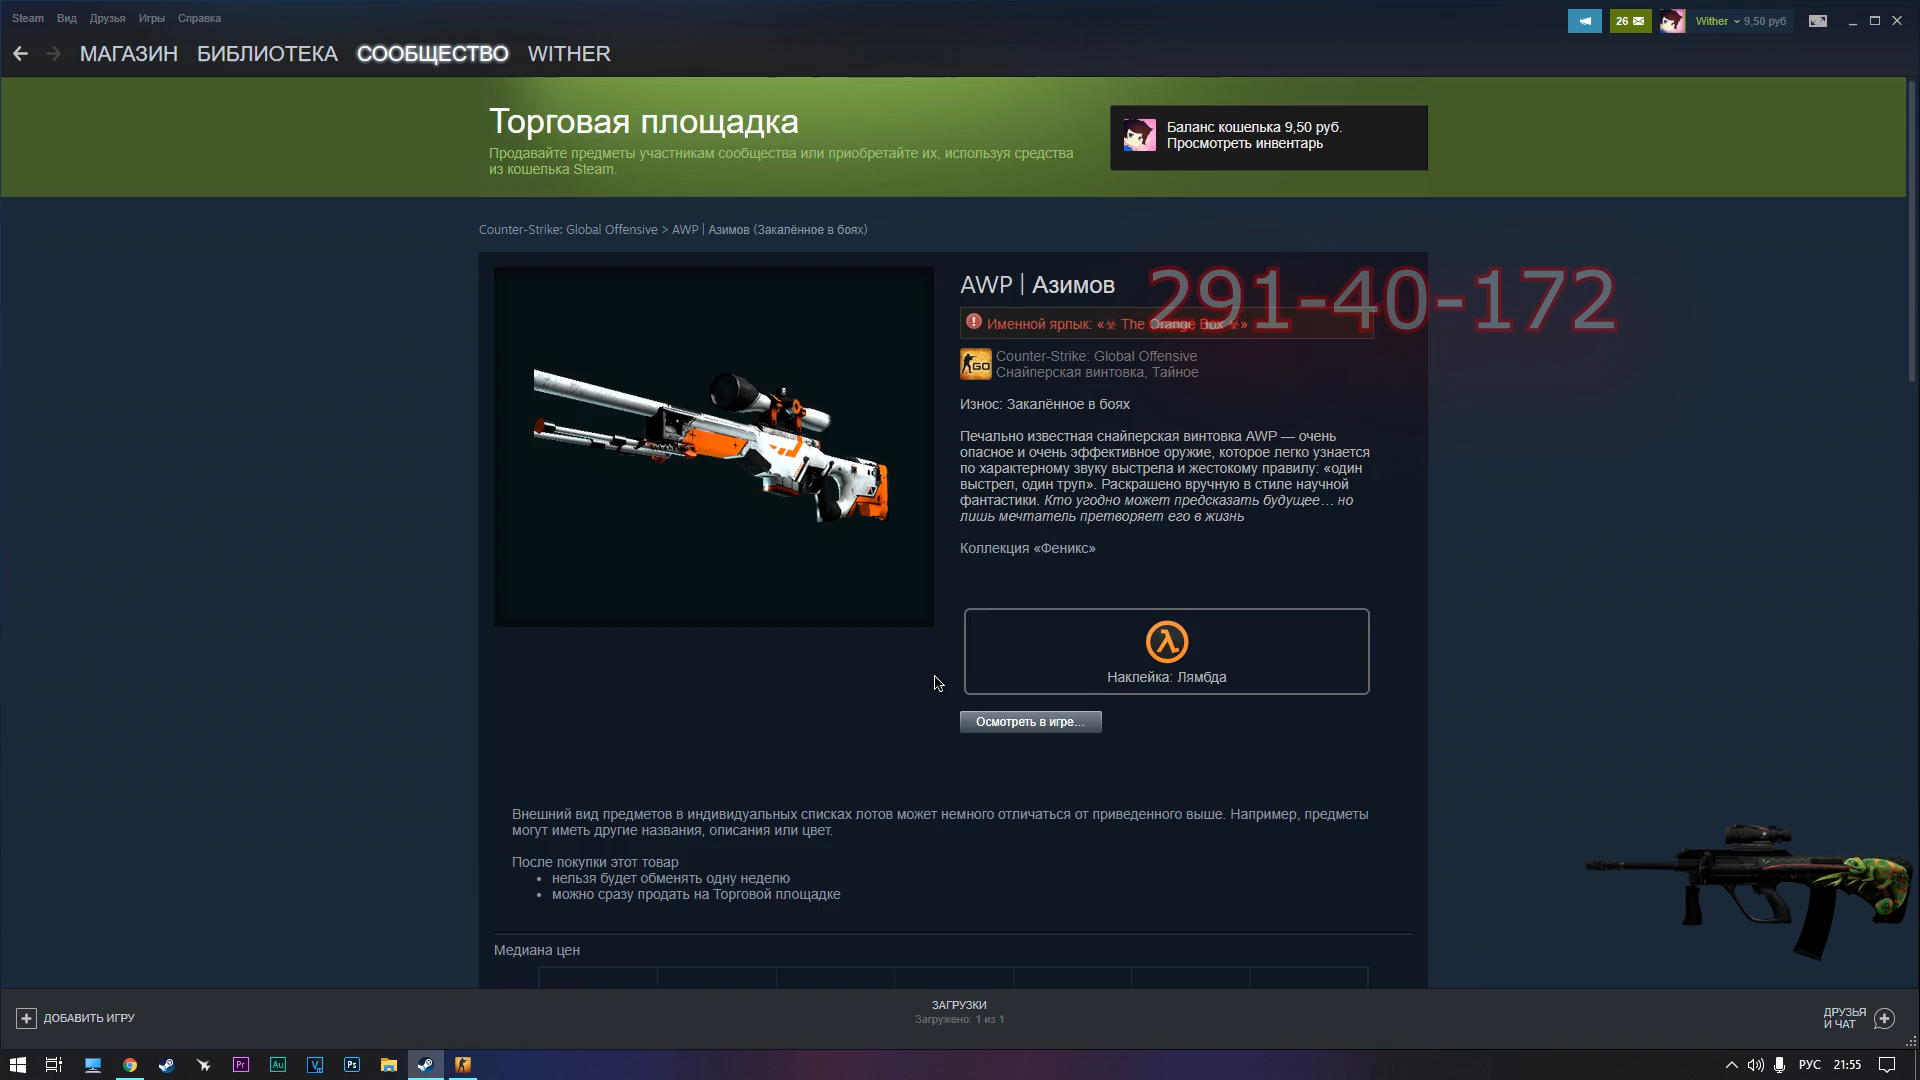 Steam Вид Друзья Игры Справка
26 Wither 9,50 руб
МАГАЗИН БИБЛИОТЕКА СООБЩЕСТВО WITHER
Торговая площадка
Продавайте предметы участникам сообщества или приобретайте их, используя средства
из кошелька Steam.
Баланс кошелька 9,50 руб.
Просмотреть инвентарь
Counter-Strike: Global Offensive > AWP | Азимов (Закалённое в боях)
AWP | Азимов
291-40-172
Именной ярлык: «☣ The Orange Box ☣»
GO
Counter-Strike: Global Offensive
Снайперская винтовка, Тайное
Износ: Закалённое в боях
Печально известная снайперская винтовка AWP — очень
опасное и очень эффективное оружие, которое легко узнается
по характерному звуку выстрела и жестокому правилу: «один
выстрел, один труп». Раскрашено вручную в стиле научной
фантастики. Кто угодно может предсказать будущее… но
лишь мечтатель претворяет его в жизнь
Коллекция «Феникс»
Наклейка: Лямбда
Осмотреть в игре...
Внешний вид предметов в индивидуальных списках лотов может немного отличаться от приведенного выше. Например, предметы
могут иметь другие названия, описания или цвет.
После покупки этот товар
• нельзя будет обменять одну неделю
• можно сразу продать на Торговой площадке
Медиана цен
ДОБАВИТЬ ИГРУ
ЗАГРУЗКИ
Загружено: 1 из 1
ДРУЗЬЯ
И ЧАТ
Pr Au Ps РУС 21:55